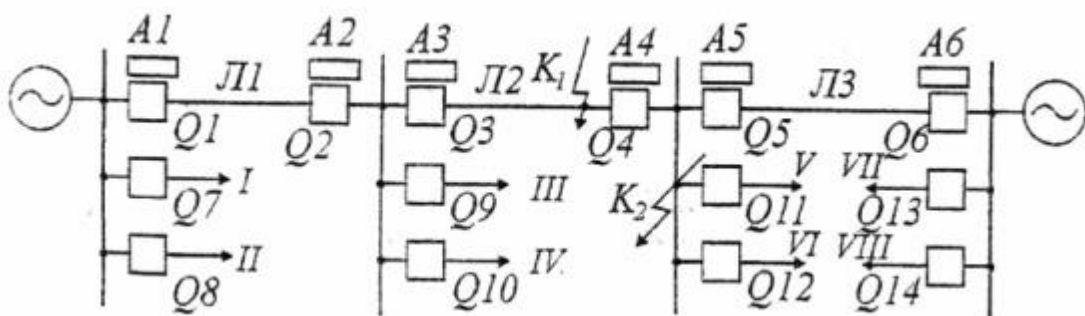 A1 A2 A3 A4 A5 A6
Л1 Л2 K1 Л3
Q1 Q2 Q3 Q4 Q5 Q6
I III K2 V VII
Q7 Q9 Q11 Q13
II IV. VI VIII
Q8 Q10 Q12 Q14